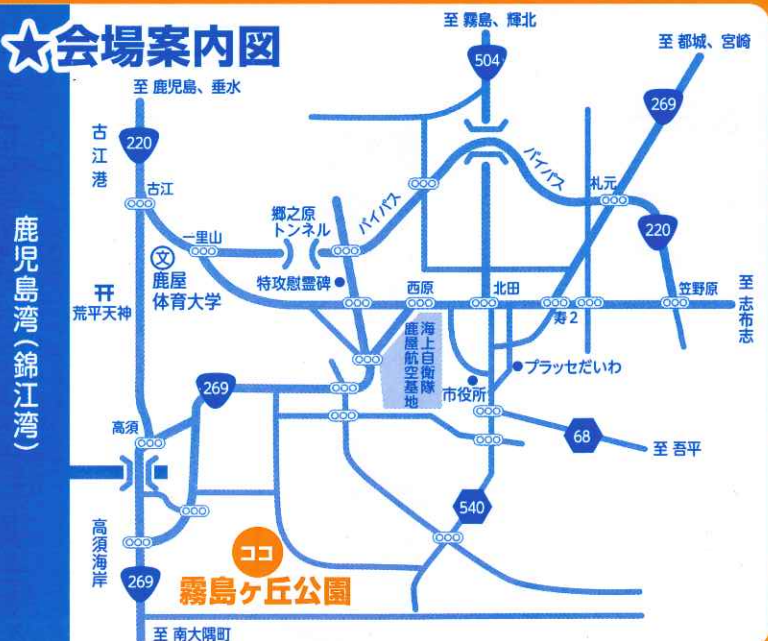 ★会場案内図
至 霧島、輝北
504
至 都城、宮崎
269
至 鹿児島、垂水
220
古江港
古江
バイパス
バイパス
札元
220
一里山
郷之原
トンネル
文
鹿屋
体育大学
特攻慰霊碑
西原
北田
寿2
笠野原
至 志布志
荒平天神
鹿児島湾(錦江湾)
海上自衛隊
鹿屋航空基地
プラッセだいわ
市役所
269
高須
68
至 吾平
540
高須海岸
ココ
霧島ヶ丘公園
269
至 南大隅町